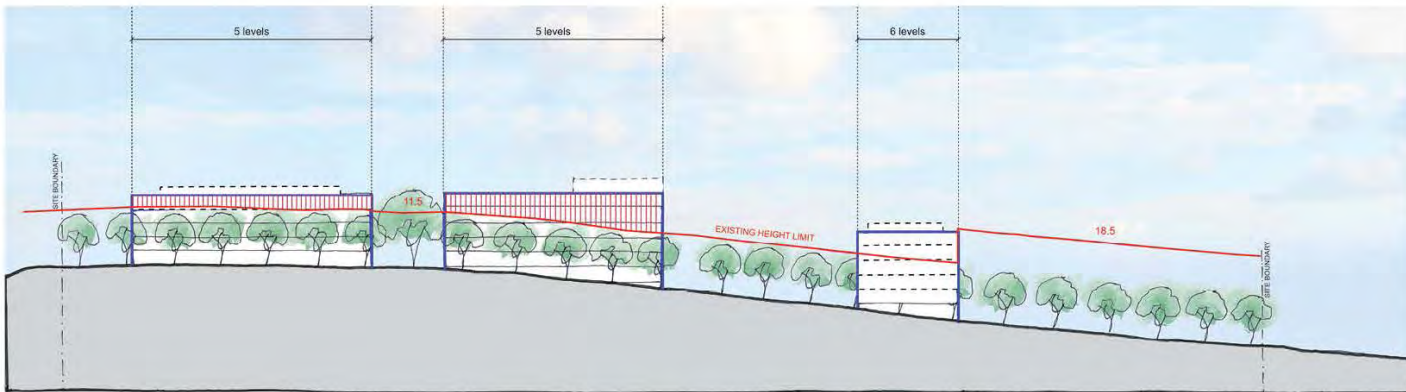 5 levels
5 levels
6 levels
SITE BOUNDARY
11.5
EXISTING HEIGHT LIMIT
18.5
SITE BOUNDARY